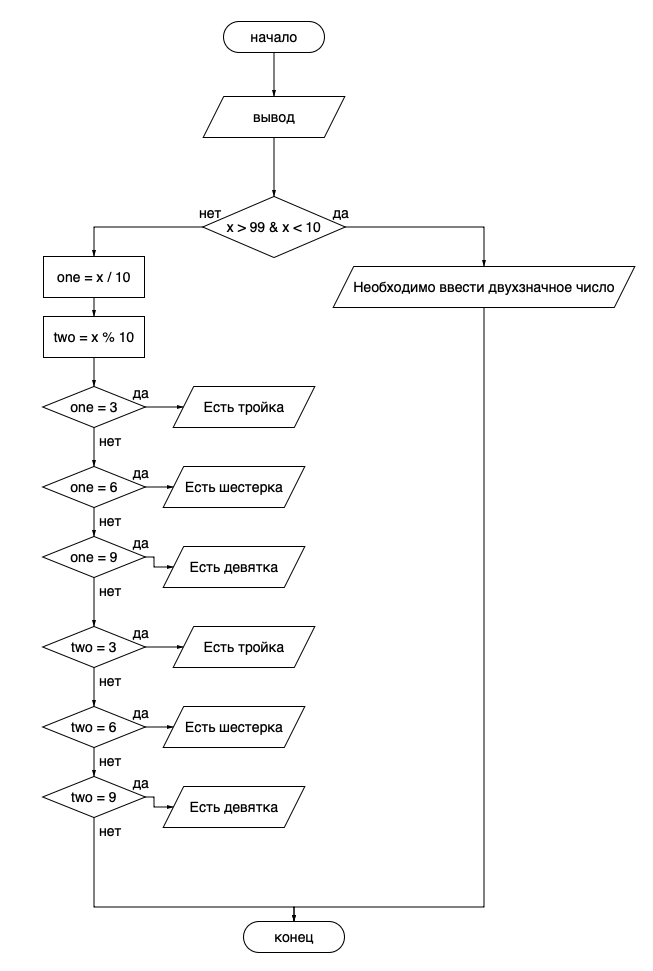 начало
вывод
нет
да
x > 99 & x < 10
one = x / 10
Необходимо ввести двухзначное число
two = x % 10
да
one = 3
Есть тройка
нет
да
one = 6
Есть шестерка
нет
да
one = 9
Есть девятка
нет
да
two = 3
Есть тройка
нет
да
two = 6
Есть шестерка
нет
да
two = 9
Есть девятка
нет
конец